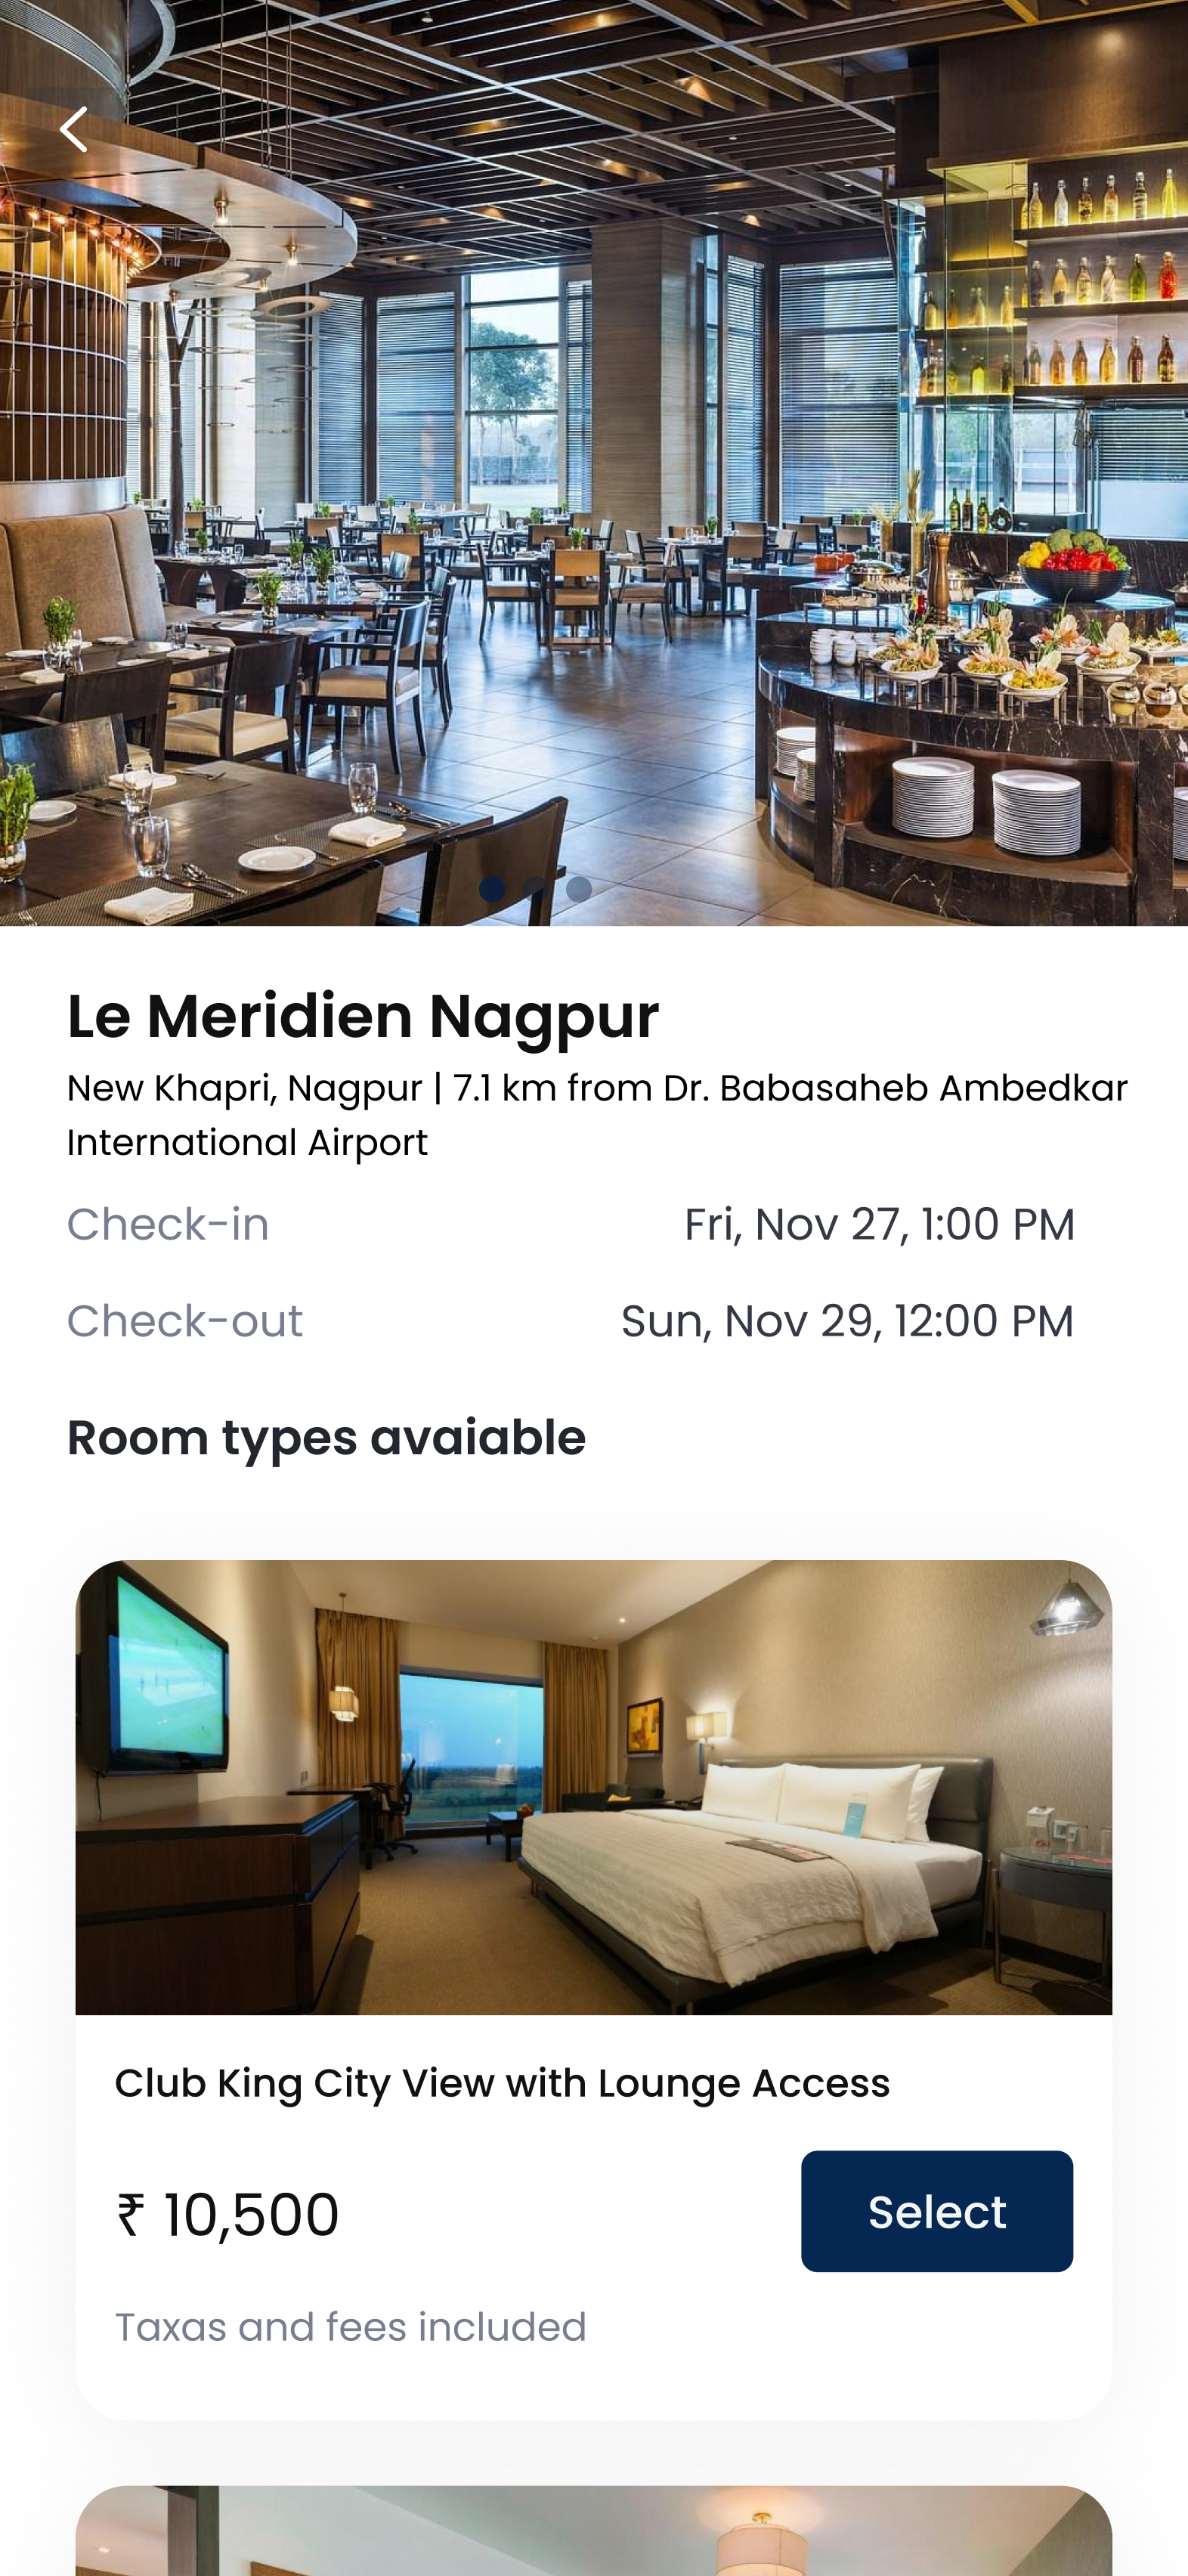 Le Meridien Nagpur
New Khapri, Nagpur | 7.1 km from Dr. Babasaheb Ambedkar
International Airport
Check-in Fri, Nov 27, 1:00 PM
Check-out Sun, Nov 29, 12:00 PM
Room types avaiable
Club King City View with Lounge Access
₹ 10,500
Select
Taxas and fees included